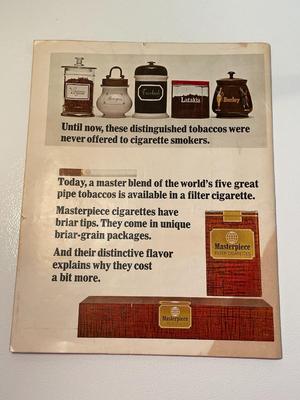 Virginia
Latakia
Burley
Until now, these distinguished tobaccos were
never offered to cigarette smokers.
Today, a master blend of the world's five great
pipe tobaccos is available in a filter cigarette.
Masterpiece cigarettes have
briar tips. They come in unique
briar-grain packages.
And their distinctive flavor
explains why they cost
a bit more.
Masterpiece
FILTER CIGARETTES
Masterpiece